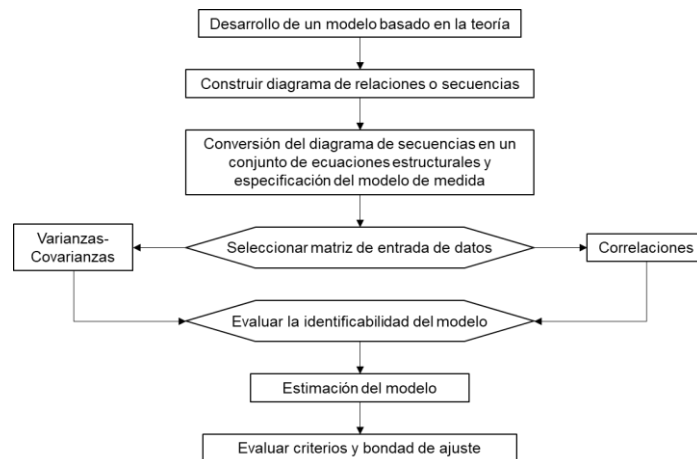 Desarrollo de un modelo basado en la teoría
Construir diagrama de relaciones o secuencias
Conversión del diagrama de secuencias en un
conjunto de ecuaciones estructurales y
especificación del modelo de medida
Varianzas-
Covarianzas
Seleccionar matriz de entrada de datos
Correlaciones
Evaluar la identificabilidad del modelo
Estimación del modelo
Evaluar criterios y bondad de ajuste